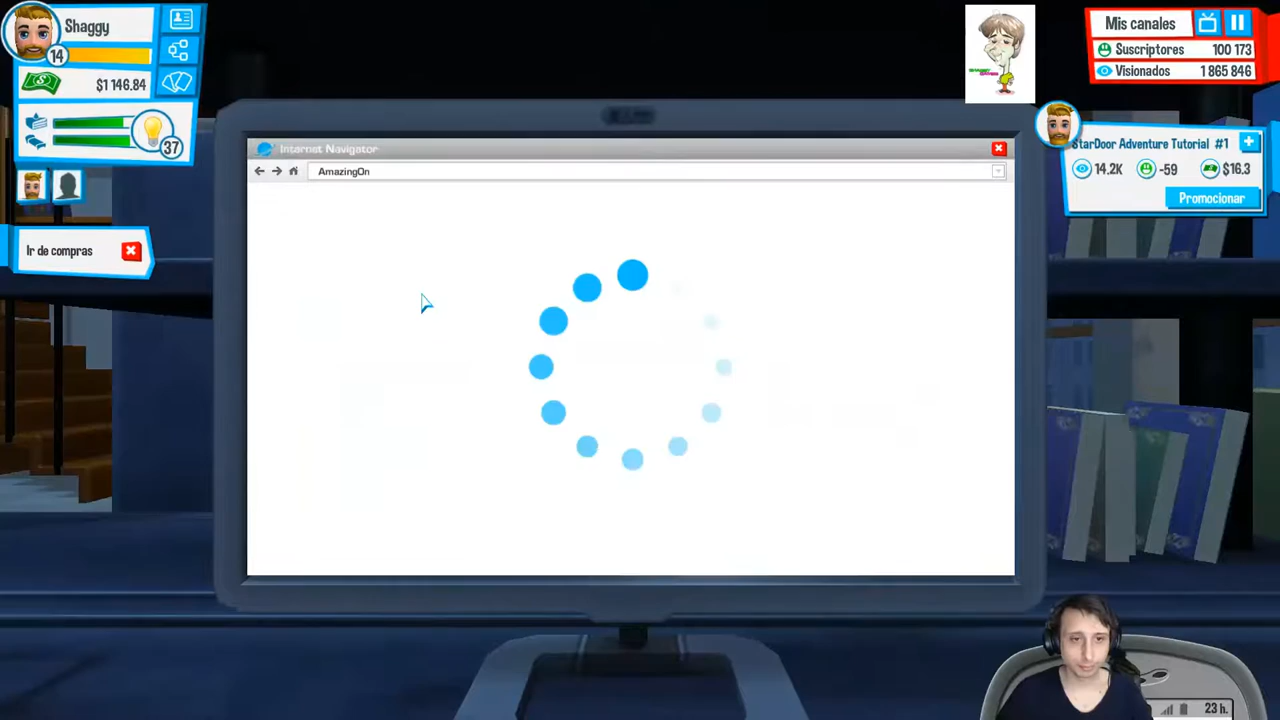 Shaggy
14
$1 146.84
37
Ir de compras
Internet Navigator
AmazingOn
Mis canales
Suscriptores 100 173
Visionados 1 865 846
StarDoor Adventure Tutorial #1
14.2K -59 $16.3
Promocionar
23 h.